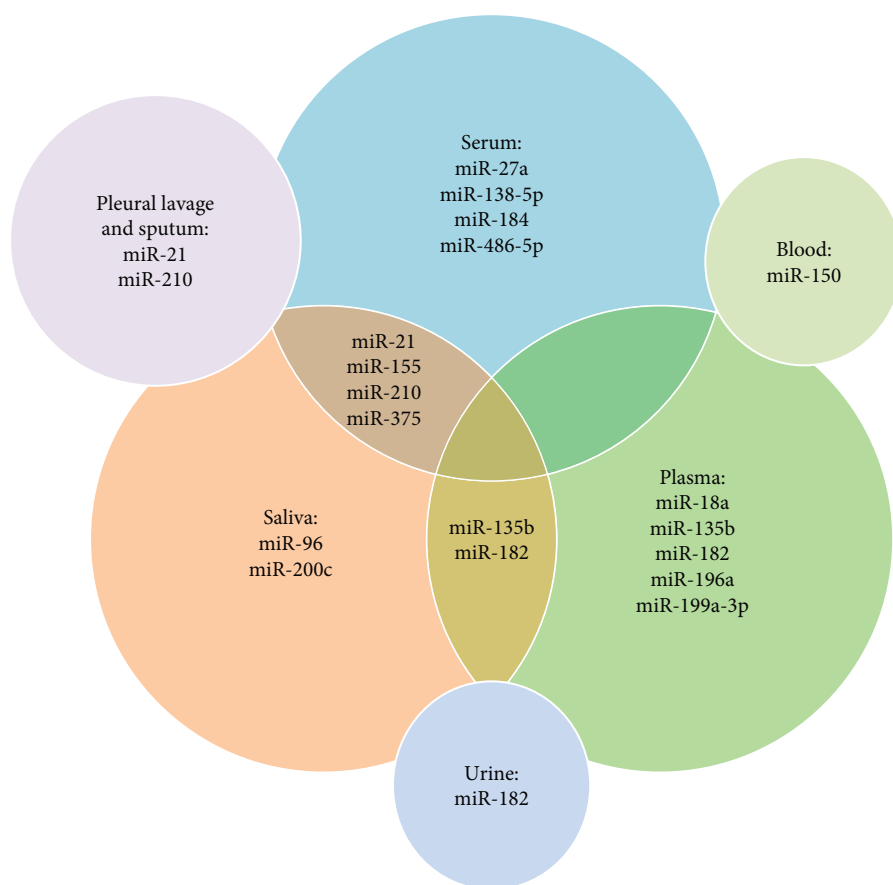 Serum:
miR-27a
miR-138-5p
miR-184
miR-486-5p
Pleural lavage
and sputum:
miR-21
miR-210
Blood:
miR-150
miR-21
miR-155
miR-210
miR-375
Saliva:
miR-96
miR-200c
miR-135b
miR-182
Plasma:
miR-18a
miR-135b
miR-182
miR-196a
miR-199a-3p
Urine:
miR-182